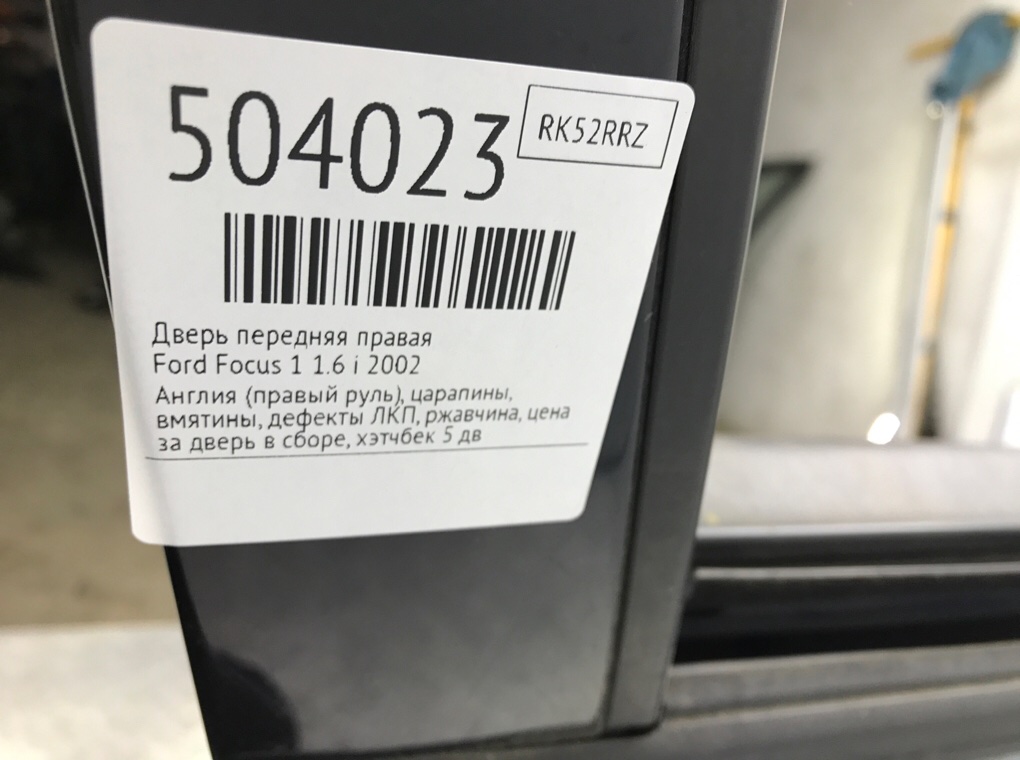 504023
RK52RRZ
Дверь передняя правая
Ford Focus 1 1.6 i 2002
Англия (правый руль), царапины,
вмятины, дефекты ЛКП, ржавчина, цена
за дверь в сборе, хэтчбек 5 дв